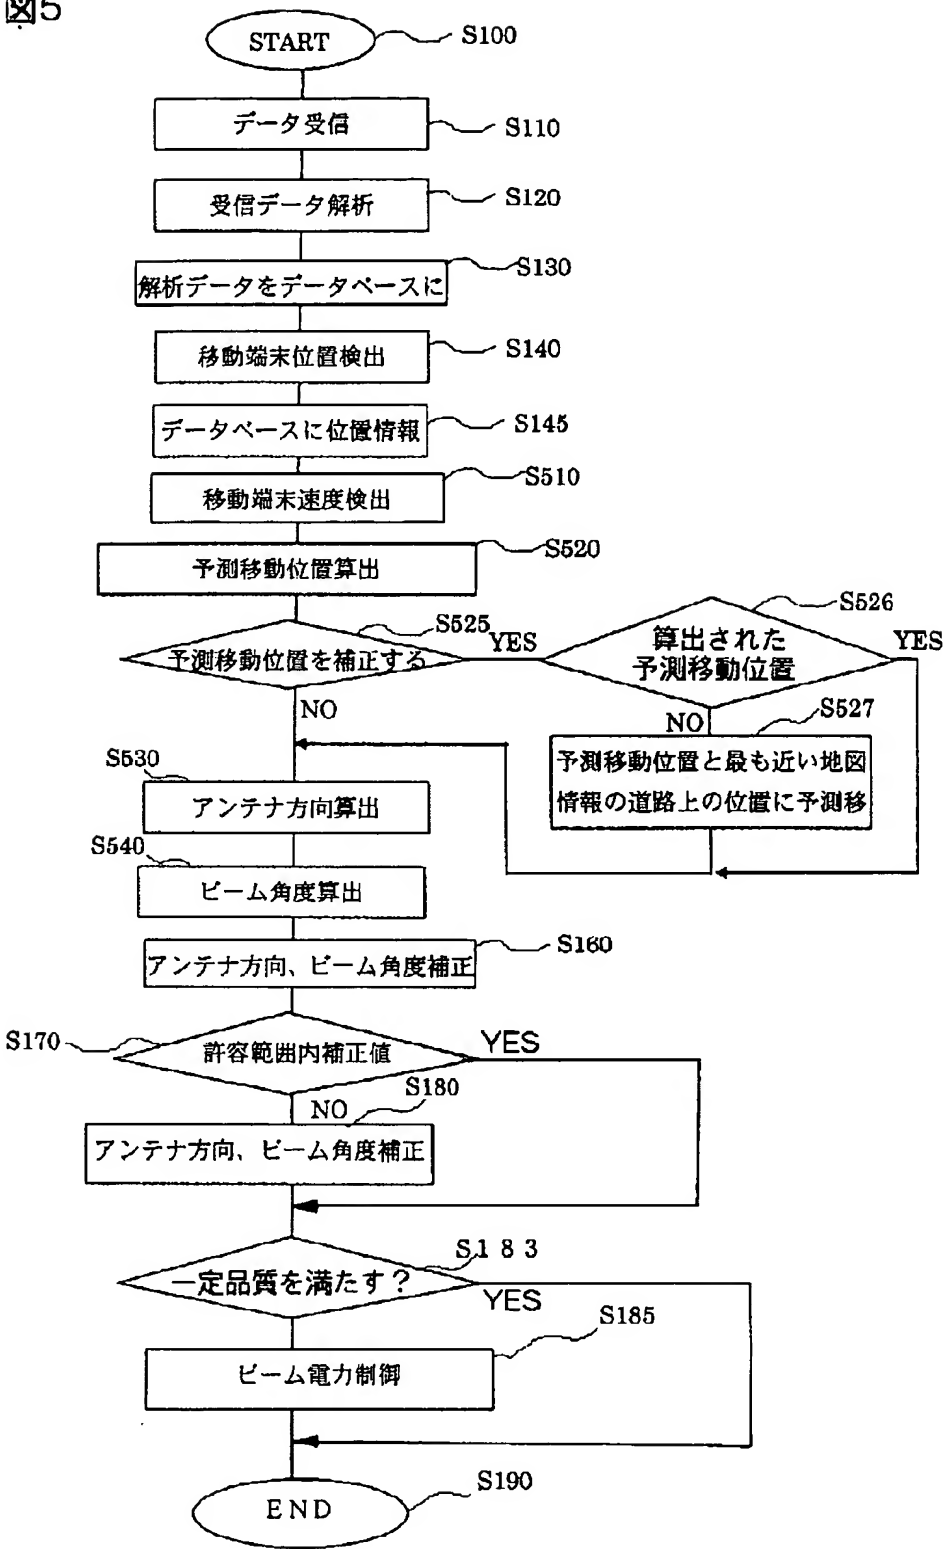 図5
START
S100
データ受信
S110
受信データ解析
S120
解析データをデータベースに
S130
移動端末位置検出
S140
データベースに位置情報
S145
移動端末速度検出
S510
予測移動位置算出
S520
予測移動位置を補正する
S525
YES
NO
算出された
予測移動位置
S526
YES
NO
S527
予測移動位置と最も近い地図
情報の道路上の位置に予測移
S530
アンテナ方向算出
S540
ビーム角度算出
S160
アンテナ方向、ビーム角度補正
S170
許容範囲内補正値
YES
NO
S180
アンテナ方向、ビーム角度補正
S183
一定品質を満たす?
YES
S185
ビーム電力制御
S190
END